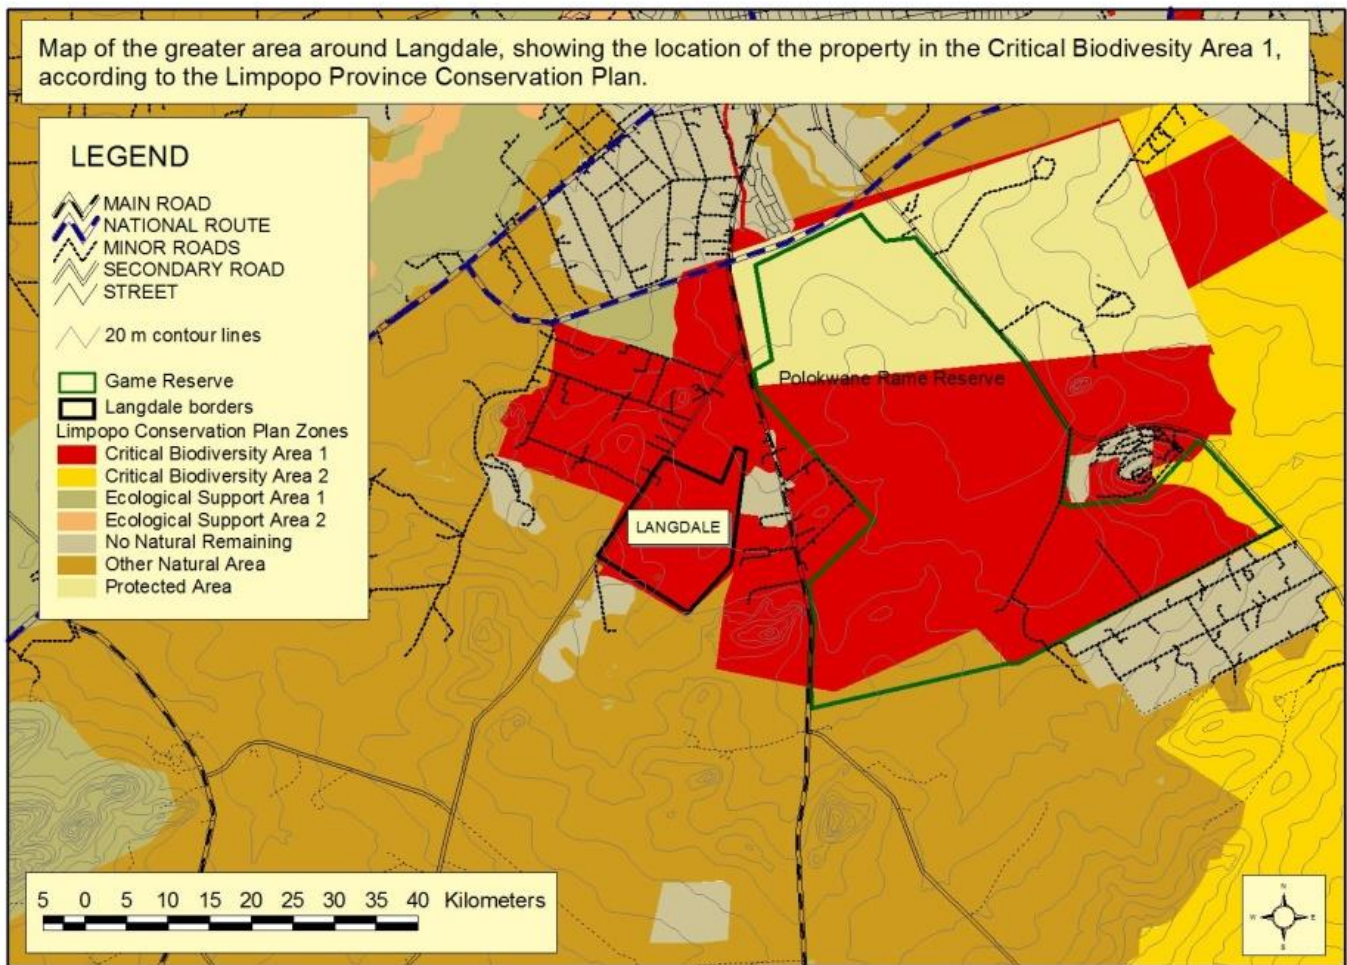 Map of the greater area around Langdale, showing the location of the property in the Critical Biodivesity Area 1,
according to the Limpopo Province Conservation Plan.
LEGEND
MAIN ROAD
NATIONAL ROUTE
MINOR ROADS
SECONDARY ROAD
STREET
20 m contour lines
Game Reserve
Langdale borders
Limpopo Conservation Plan Zones
Critical Biodiversity Area 1
Critical Biodiversity Area 2
Ecological Support Area 1
Ecological Support Area 2
No Natural Remaining
Other Natural Area
Protected Area
Polokwane Rame Reserve
LANGDALE
5 0 5 10 15 20 25 30 35 40 Kilometers
N
W E
S